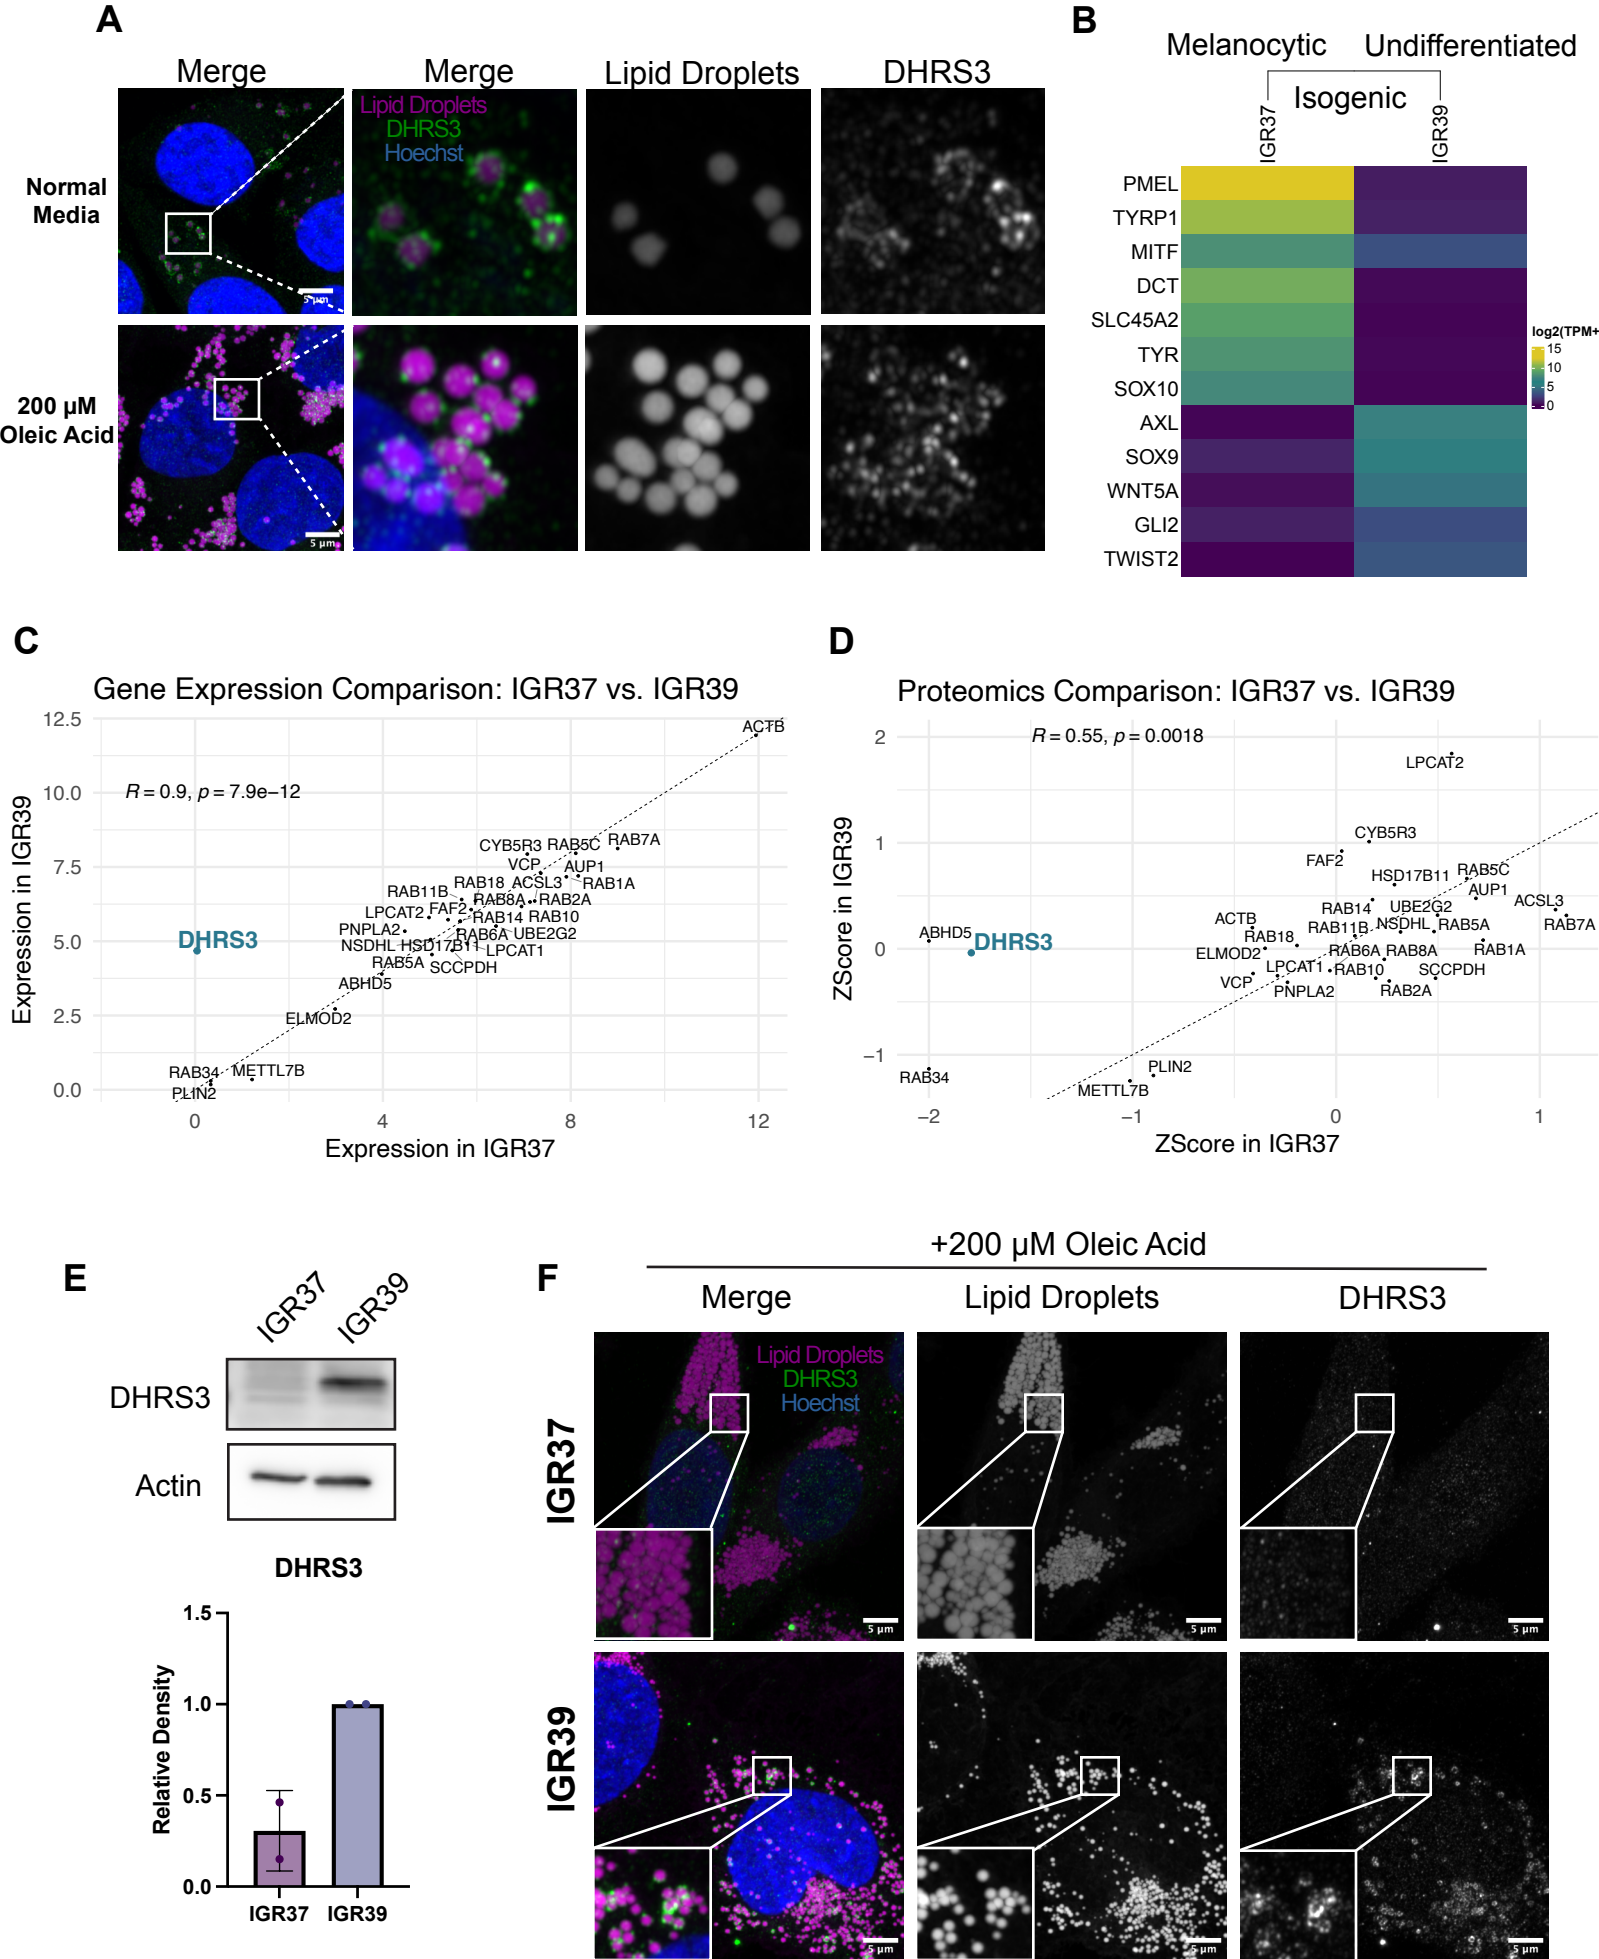 A
Merge
Merge
Lipid Droplets
DHRS3
Normal
Media
Lipid Droplets
DHRS3
Hoechst
5 µm
200 µM
Oleic Acid
5 µm
B
Melanocytic
Undifferentiated
Isogenic
IGR37
IGR39
PMEL
TYRP1
MITF
DCT
SLC45A2
TYR
SOX10
AXL
SOX9
WNT5A
GLI2
TWIST2
log2(TPM+
15
10
5
0
C
Gene Expression Comparison: IGR37 vs. IGR39
R = 0.9, p = 7.9e−12
Expression in IGR39
12.5
10.0
7.5
5.0
2.5
0.0
ACTB
CYB5R3
RAB5C
RAB7A
VCP
AUP1
RAB18
ACSL3
RAB1A
RAB11B
RAB8A
RAB2A
LPCAT2
FAF2
RAB14
RAB10
PNPLA2
RAB6A
UBE2G2
DHRS3
NSDHL
HSD17B11
LPCAT1
RAB5A
SCCPDH
ABHD5
ELMOD2
RAB34
METTL7B
PLIN2
0
4
8
12
Expression in IGR37
D
Proteomics Comparison: IGR37 vs. IGR39
R = 0.55, p = 0.0018
ZScore in IGR39
2
1
0
−1
LPCAT2
CYB5R3
FAF2
HSD17B11
RAB5C
AUP1
ACSL3
RAB14
UBE2G2
ACTB
RAB11B
NSDHL
RAB5A
RAB7A
ABHD5
DHRS3
RAB18
ELMOD2
RAB6A
RAB8A
RAB1A
LPCAT1
RAB10
SCCPDH
VCP
PNPLA2
RAB2A
PLIN2
RAB34
METTL7B
−2
−1
0
1
ZScore in IGR37
E
IGR37
IGR39
DHRS3
Actin
DHRS3
Relative Density
1.5
1.0
0.5
0.0
IGR37
IGR39
F
+200 µM Oleic Acid
Merge
Lipid Droplets
DHRS3
IGR37
Lipid Droplets
DHRS3
Hoechst
5 µm
5 µm
5 µm
IGR39
5 µm
5 µm
5 µm